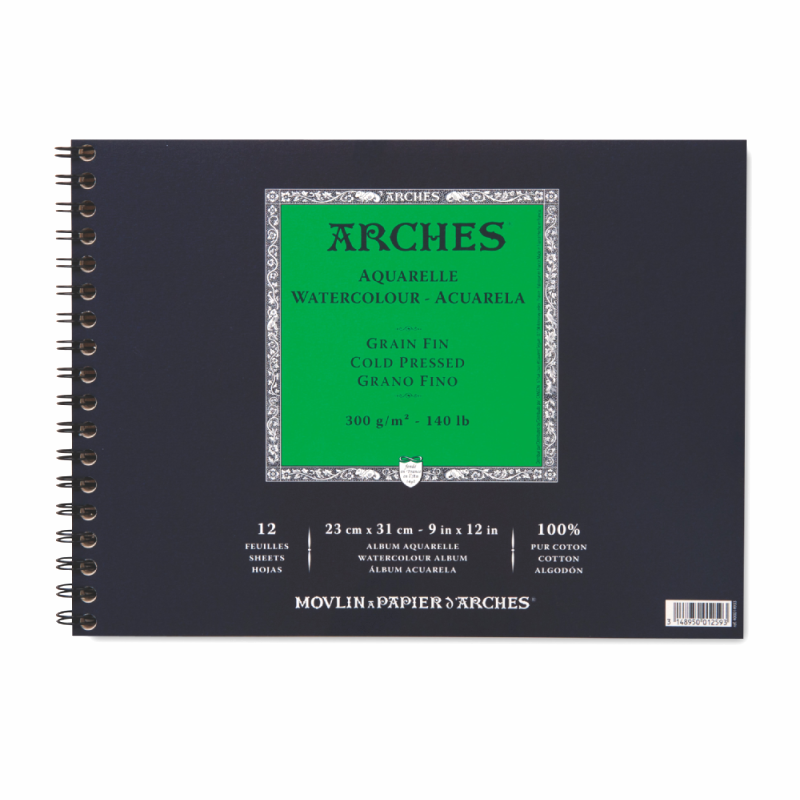 ARCHES
ARCHES
AQUARELLE
WATERCOLOUR - ACUARELA
GRAIN FIN
COLD PRESSED
GRANO FINO
300 g/m² - 140 lb
12
FEUILLES
SHEETS
HOJAS
23 cm x 31 cm - 9 in x 12 in
ALBUM AQUARELLE
WATERCOLOUR ALBUM
ÁLBUM ACUARELA
100%
PUR COTON
COTTON
ALGODÓN
MOVLIN A PAPIER D'ARCHES®
3 148950 012593